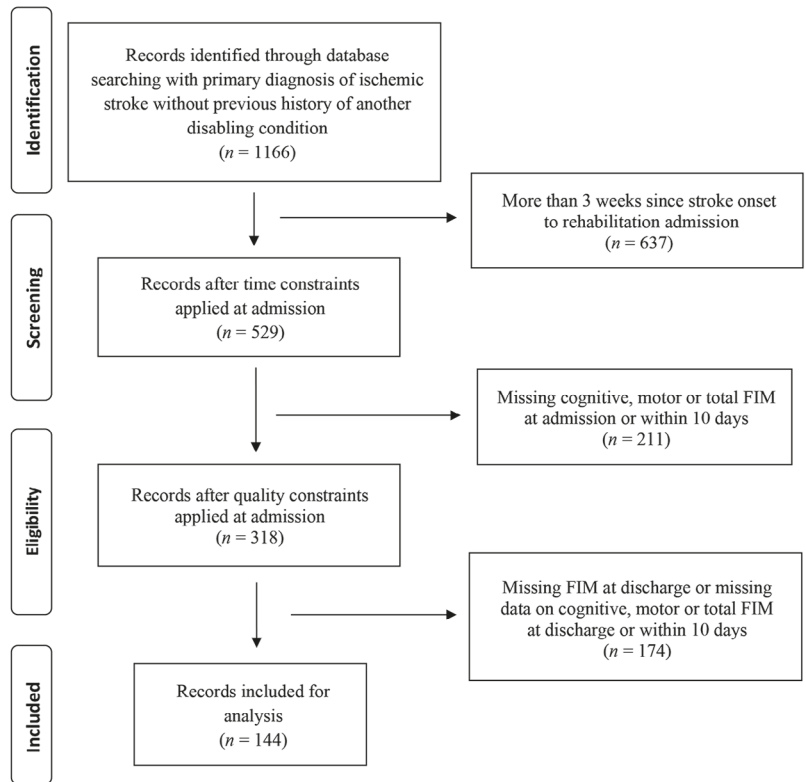 Identification
Records identified through database
searching with primary diagnosis of ischemic
stroke without previous history of another
disabling condition
(n = 1166)
More than 3 weeks since stroke onset
to rehabilitation admission
(n = 637)
Screening
Records after time constraints
applied at admission
(n = 529)
Missing cognitive, motor or total FIM
at admission or within 10 days
(n = 211)
Eligibility
Records after quality constraints
applied at admission
(n = 318)
Missing FIM at discharge or missing
data on cognitive, motor or total FIM
at discharge or within 10 days
(n = 174)
Included
Records included for
analysis
(n = 144)